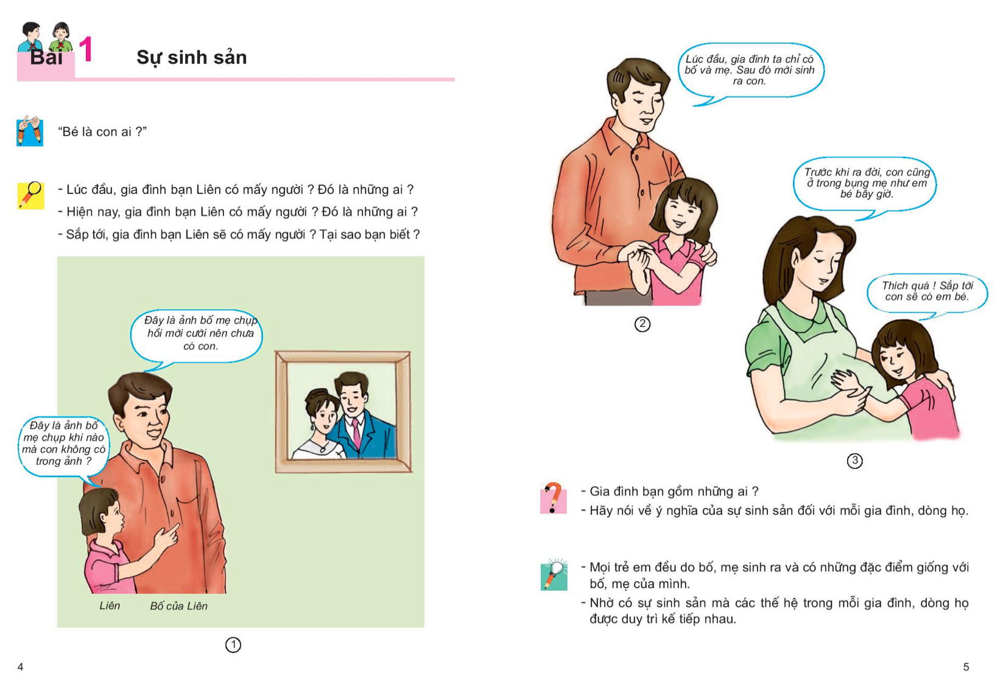 Bài 1
Sự sinh sản
“Bé là con ai ?”
- Lúc đầu, gia đình bạn Liên có mấy người ? Đó là những ai ?
- Hiện nay, gia đình bạn Liên có mấy người ? Đó là những ai ?
- Sắp tới, gia đình bạn Liên sẽ có mấy người ? Tại sao bạn biết ?
Đây là ảnh bố mẹ chụp
hồi mới cưới nên chưa
có con.
Đây là ảnh bố
mẹ chụp khi nào
mà con không có
trong ảnh ?
Liên
Bố của Liên
1
4
Lúc đầu, gia đình ta chỉ có
bố và mẹ. Sau đó mới sinh
ra con.
2
Trước khi ra đời, con cũng
ở trong bụng mẹ như em
bé bây giờ.
Thích quá ! Sắp tới
con sẽ có em bé.
3
- Gia đình bạn gồm những ai ?
- Hãy nói về ý nghĩa của sự sinh sản đối với mỗi gia đình, dòng họ.
- Mọi trẻ em đều do bố, mẹ sinh ra và có những đặc điểm giống với
bố, mẹ của mình.
- Nhờ có sự sinh sản mà các thế hệ trong mỗi gia đình, dòng họ
được duy trì kế tiếp nhau.
5